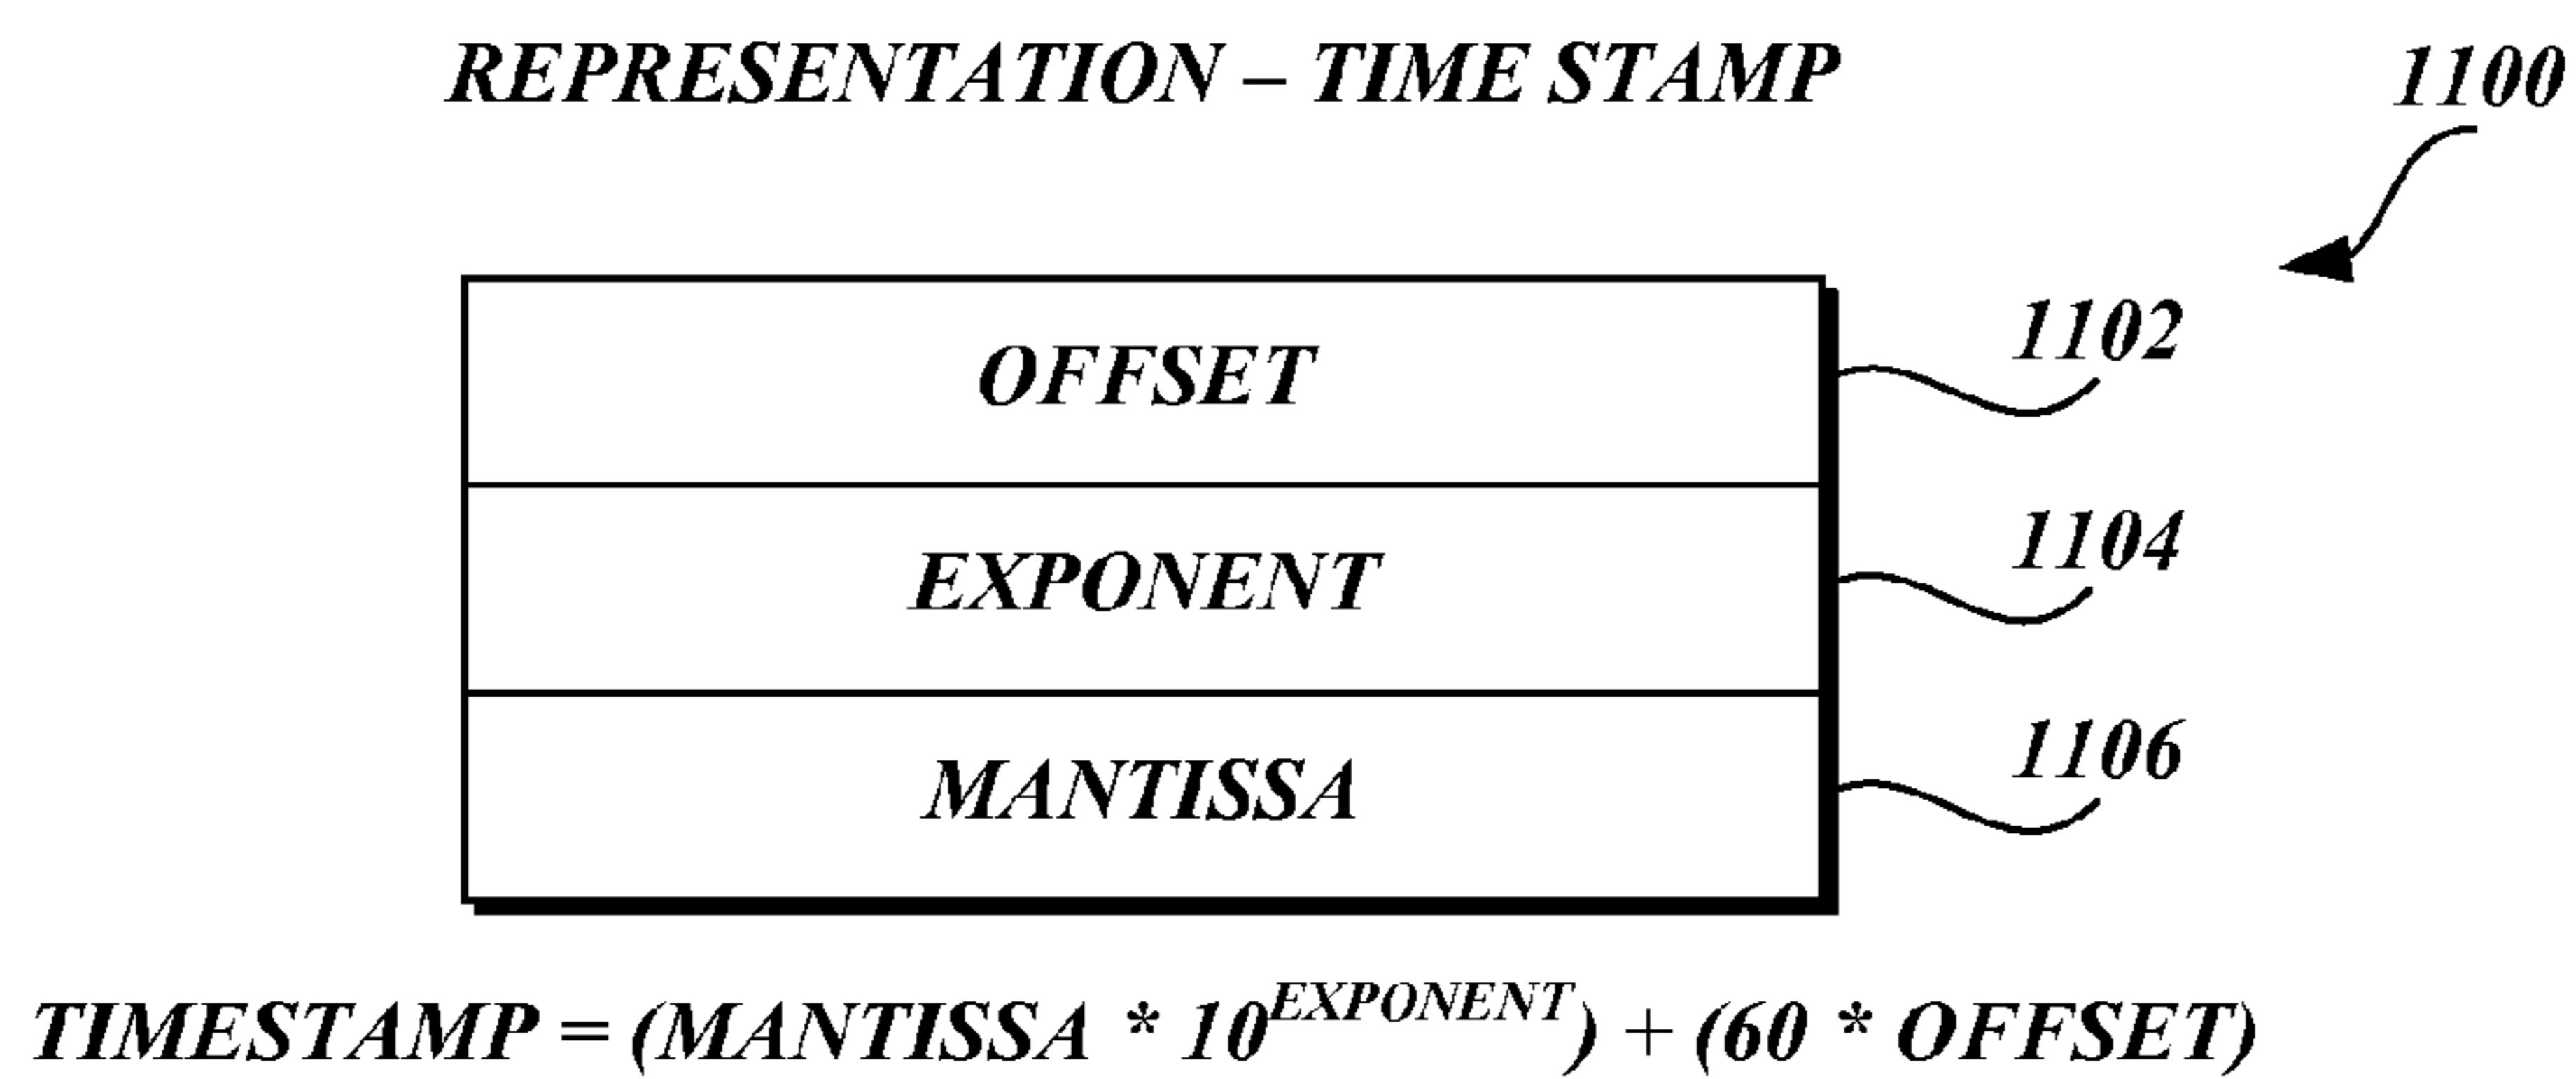 REPRESENTATION – TIME STAMP
1100
OFFSET
1102
EXPONENT
1104
MANTISSA
1106
TIMESTAMP = (MANTISSA * 10^EXPONENT) + (60 * OFFSET)